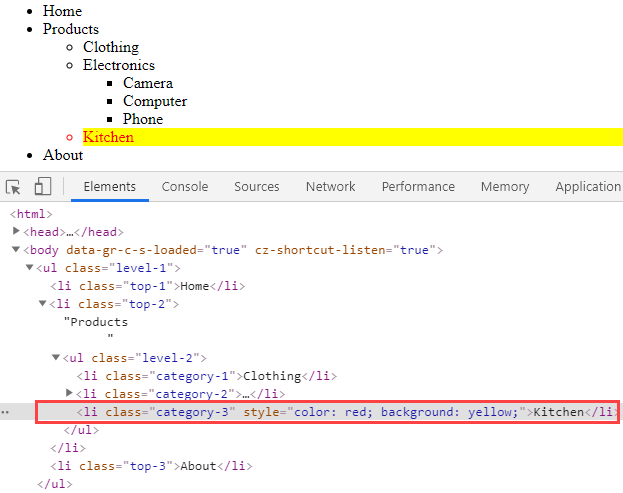 Home
Products
Clothing
Electronics
Camera
Computer
Phone
Kitchen
About
Elements Console Sources Network Performance Memory Application
<html>
<head>…</head>
<body data-gr-c-s-loaded="true" cz-shortcut-listen="true">
<ul class="level-1">
<li class="top-1">Home</li>
<li class="top-2">
"Products
"
<ul class="level-2">
<li class="category-1">Clothing</li>
<li class="category-2">…</li>
<li class="category-3" style="color: red; background: yellow;">Kitchen</li>
</ul>
</li>
<li class="top-3">About</li>
</ul>